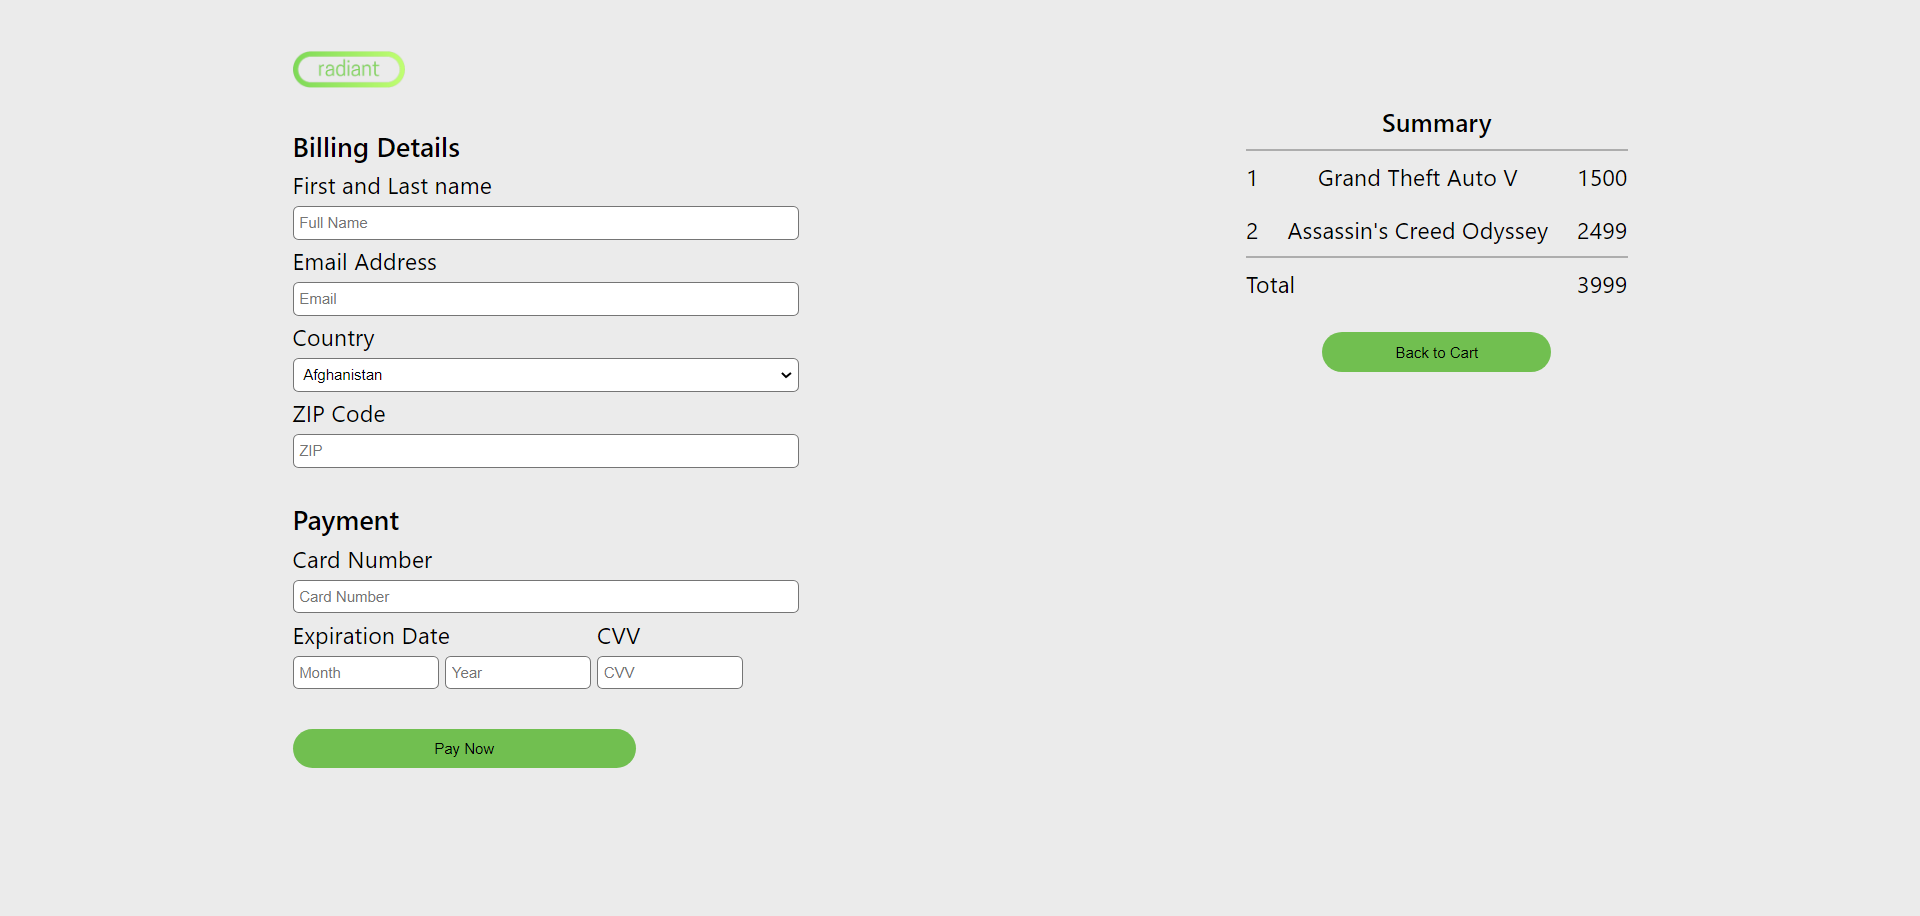 radiant
Billing Details
First and Last name
Full Name
Email Address
Email
Country
Afghanistan
ZIP Code
ZIP
Payment
Card Number
Card Number
Expiration Date CVV
Month Year CVV
Pay Now
Summary
1 Grand Theft Auto V 1500
2 Assassin's Creed Odyssey 2499
Total 3999
Back to Cart